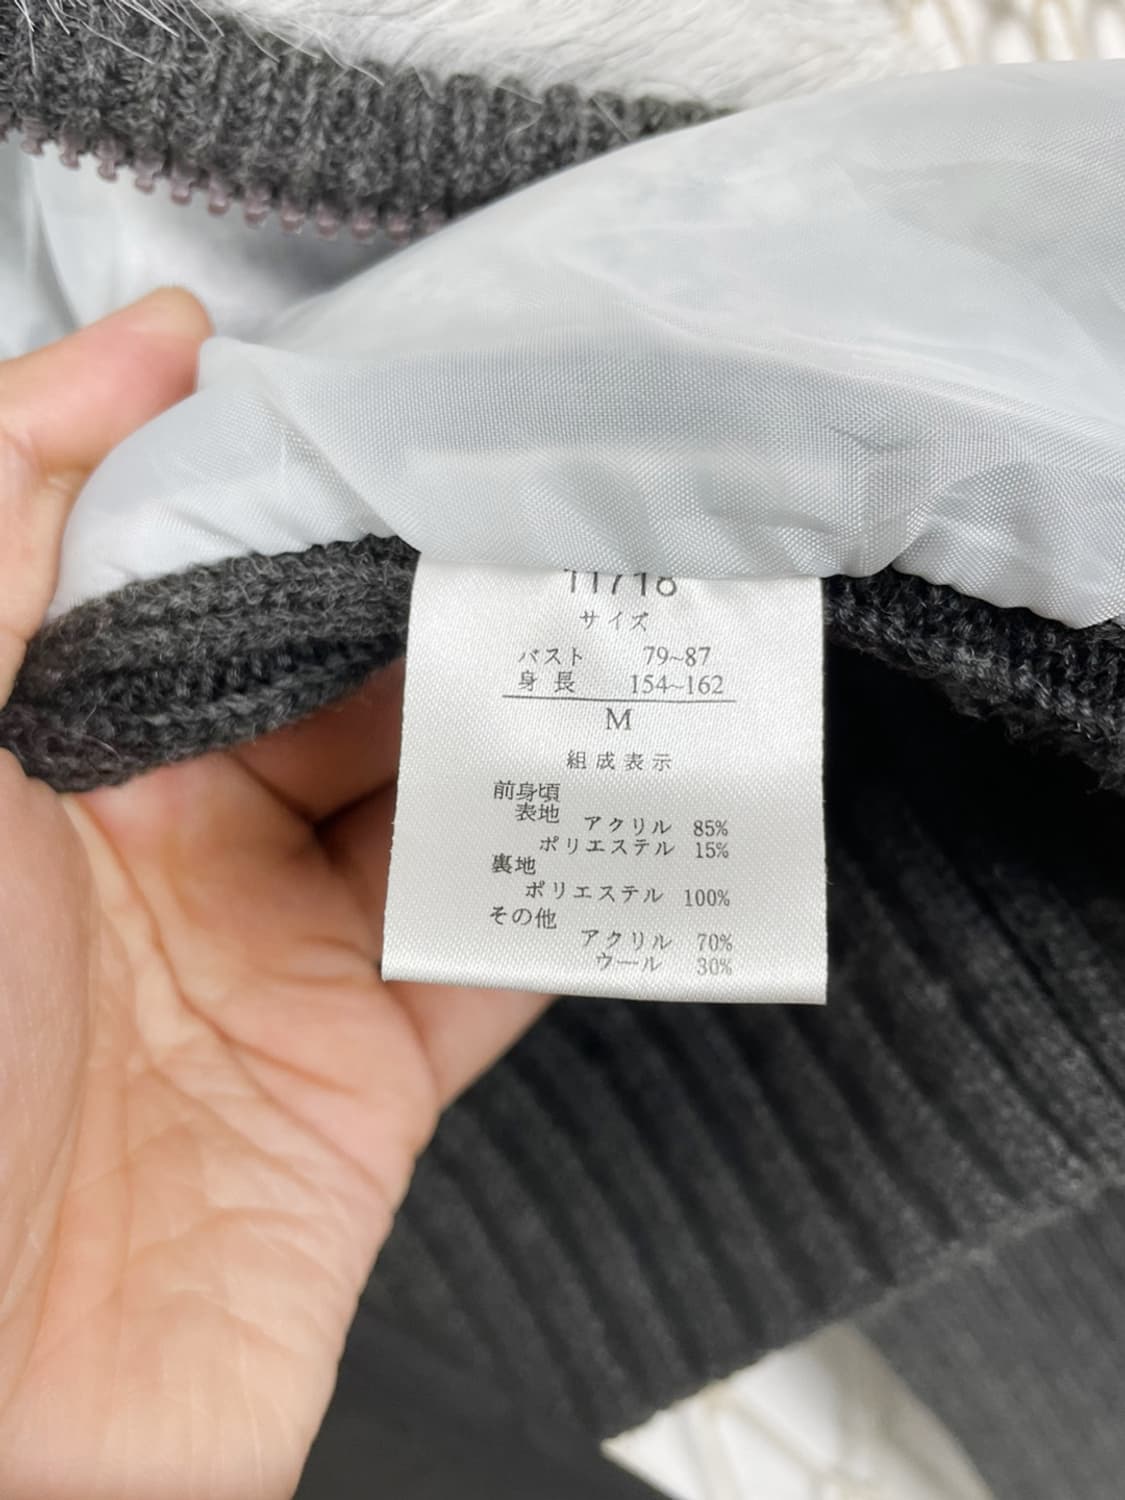 サイズ
バスト 79~87
身長 154~162
M
組成表示
前身頃
表地
アクリル 85%
ポリエステル 15%
裏地
ポリエステル 100%
その他
アクリル 70%
ウール 30%